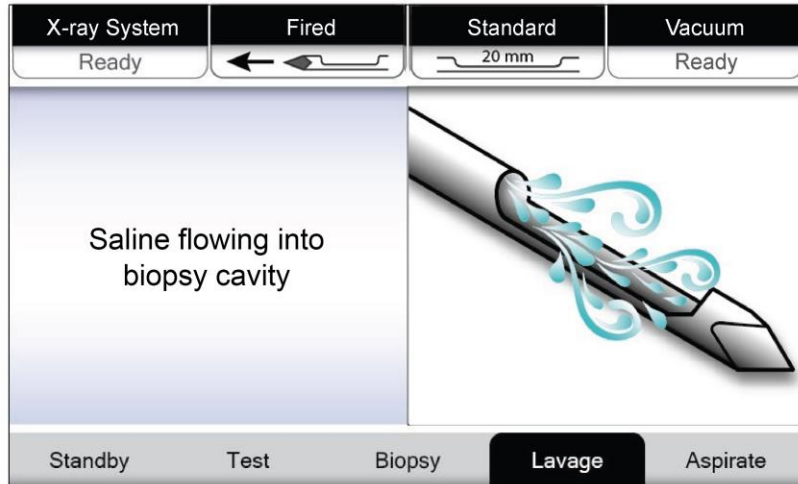 X-ray System
Fired
Standard
Vacuum
Ready
20 mm
Ready
Saline flowing into
biopsy cavity
Standby
Test
Biopsy
Lavage
Aspirate